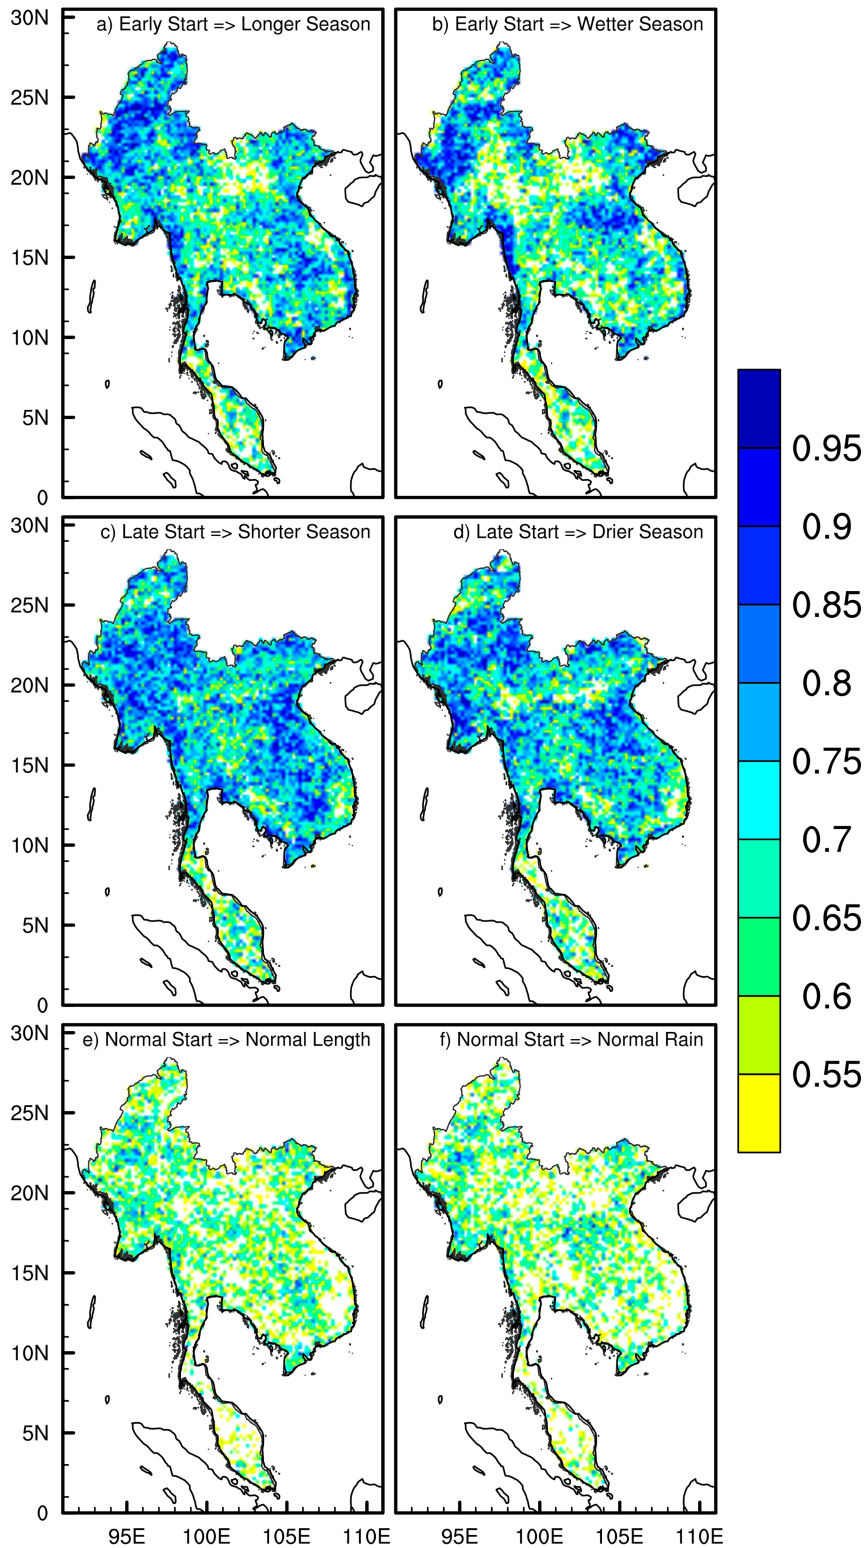 a) Early Start => Longer Season
b) Early Start => Wetter Season
30N
25N
20N
15N
10N
5N
0
c) Late Start => Shorter Season
d) Late Start => Drier Season
30N
25N
20N
15N
10N
5N
0
e) Normal Start => Normal Length
f) Normal Start => Normal Rain
30N
25N
20N
15N
10N
5N
0
95E 100E 105E 110E
95E 100E 105E 110E
0.95
0.9
0.85
0.8
0.75
0.7
0.65
0.6
0.55